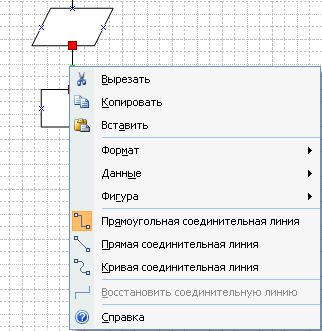 Вырезать
Копировать
Вставить
Формат
Данные
Фигура
Прямоугольная соединительная линия
Прямая соединительная линия
Кривая соединительная линия
Восстановить соединительную линию
Справка